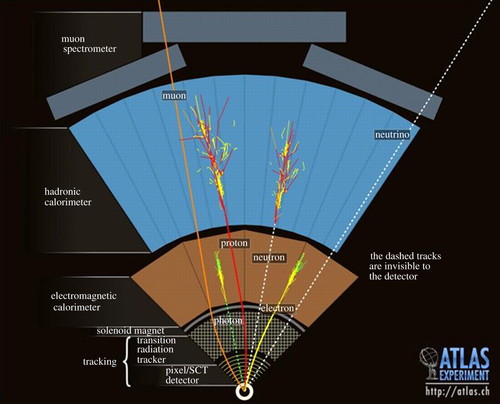 muon
spectrometer
muon
neutrino
hadronic
calorimeter
proton
neutron
the dashed tracks
are invisible to
the detector
electromagnetic
calorimeter
electron
photon
solenoid magnet
transition
radiation
tracker
tracking
pixel/SCT
detector
ATLAS
EXPERIMENT
http://atlas.ch